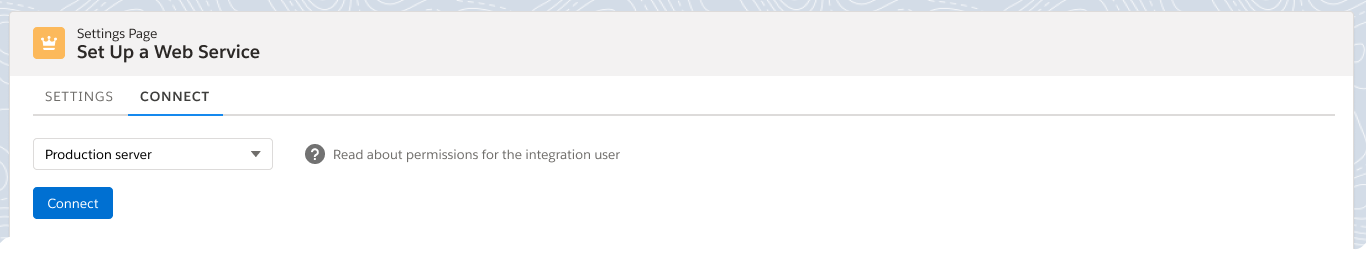 Settings Page
Set Up a Web Service
SETTINGS CONNECT
Production server ? Read about permissions for the integration user
Connect